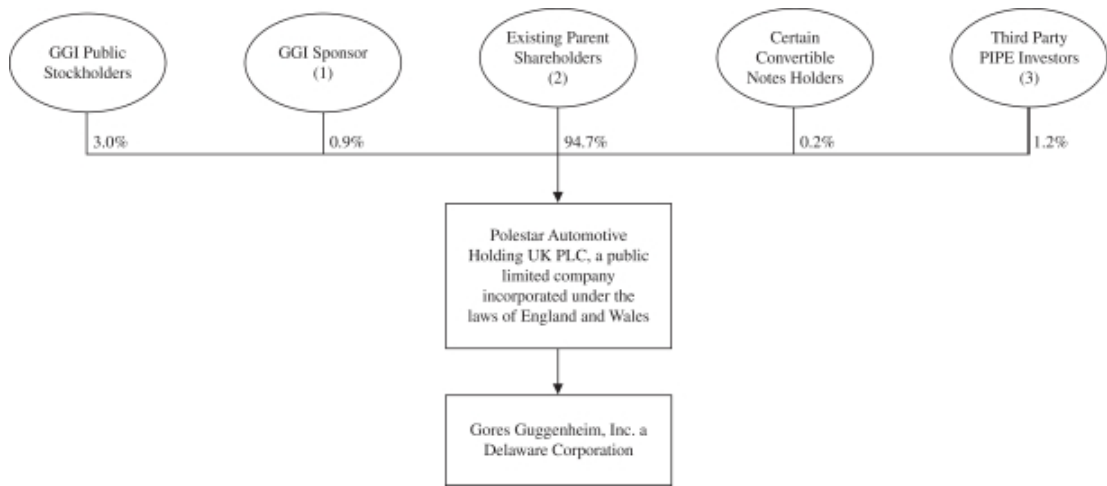 GGI Public
Stockholders
GGI Sponsor
(1)
Existing Parent
Shareholders
(2)
Certain
Convertible
Notes Holders
Third Party
PIPE Investors
(3)
3.0%
0.9%
94.7%
0.2%
1.2%
Polestar Automotive
Holding UK PLC, a public
limited company
incorporated under the
laws of England and Wales
Gores Guggenheim, Inc. a
Delaware Corporation